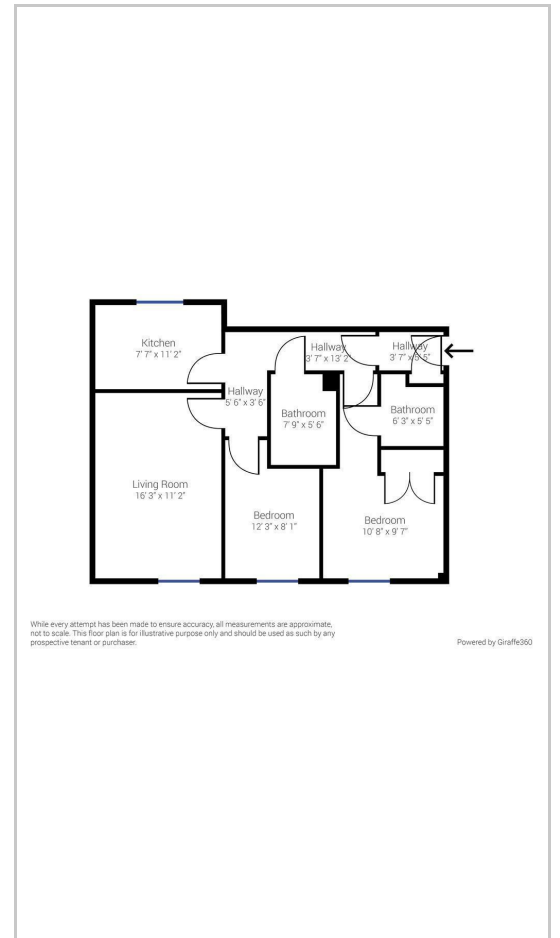 Kitchen
7' 7" x 11' 2"
Hallway
3' 7" x 13' 2"
Hallway
3' 7" x 5' 5"
Hallway
5' 6" x 3' 6"
Bathroom
7' 9" x 5' 6"
Bathroom
6' 3" x 5' 5"
Living Room
16' 3" x 11' 2"
Bedroom
12' 3" x 8' 1"
Bedroom
10' 8" x 9' 7"
While every attempt has been made to ensure accuracy, all measurements are approximate,
not to scale. This floor plan is for illustrative purpose only and should be used as such by any
prospective tenant or purchaser.
Powered by Giraffe360